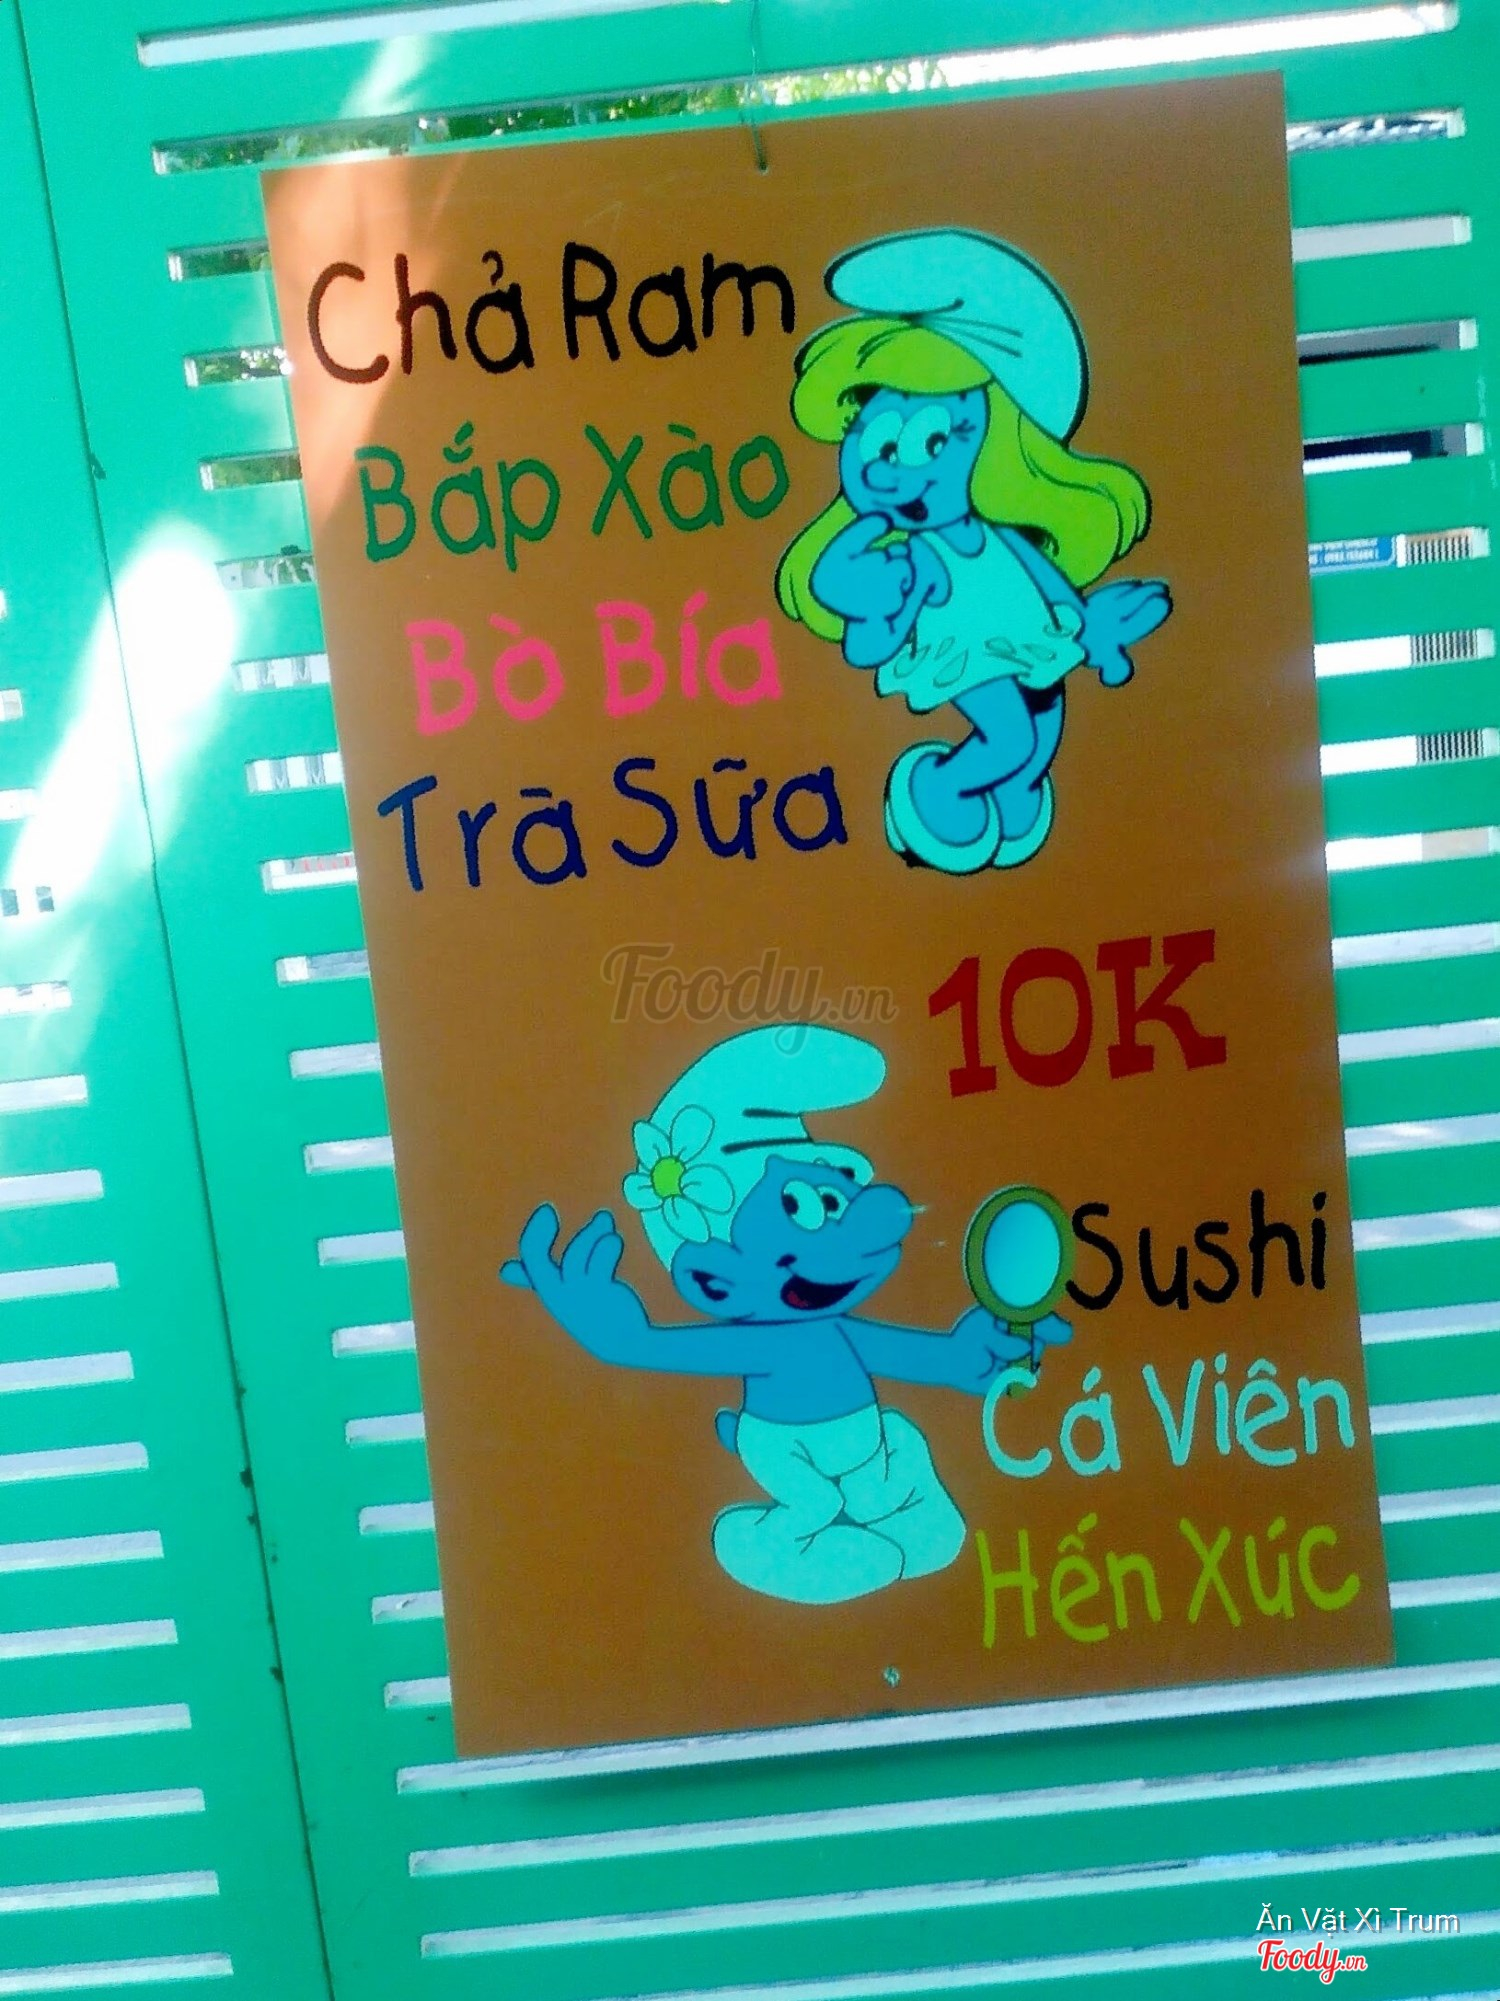 Chả Ram
Bắp Xào
Bò Bía
Trà Sữa
Foody.vn
10K
Sushi
Cá Viên
Hến Xúc
Ăn Vặt Xì Trum
Foody.vn